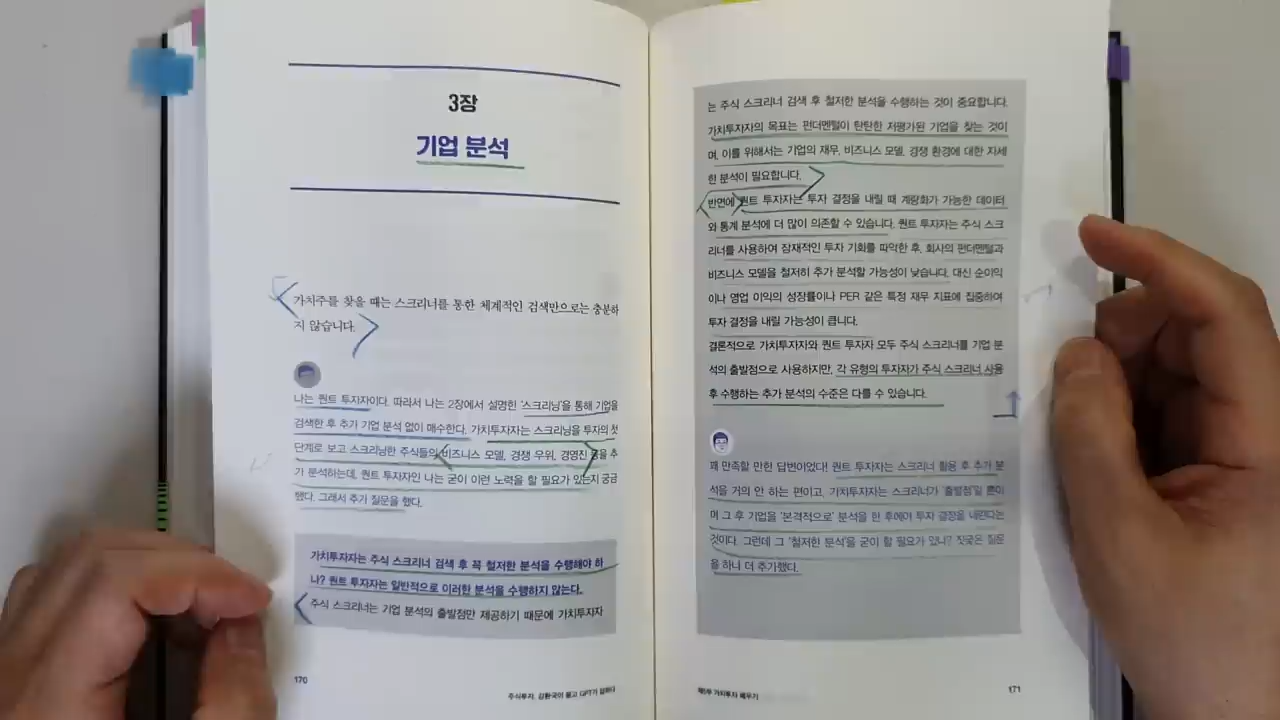 3장
기업 분석
가치주를 찾을 때는 스크리너를 통한 체계적인 검색만으로는 충분하
지 않습니다.
나는 퀀트 투자자이다. 따라서 나는 2장에서 설명한 '스크리닝'을 통해 기업을
검색한 후 추가 기업 분석 없이 매수한다. 가치투자자는 스크리닝을 투자의 첫
단계로 보고 스크리닝한 주식들의 비즈니스 모델, 경쟁 우위, 경영진 등을 추
가 분석하는데, 퀀트 투자자인 나는 굳이 이런 노력을 할 필요가 있는지 궁금
했다. 그래서 추가 질문을 했다.
가치투자자는 주식 스크리너 검색 후 꼭 철저한 분석을 수행해야 하
나? 퀀트 투자자는 일반적으로 이러한 분석을 수행하지 않는다.
주식 스크리너는 기업 분석의 출발점만 제공하기 때문에 가치투자자
170
주식투자, 강환국이 묻고 GPT가 답하다
는 주식 스크리너 검색 후 철저한 분석을 수행하는 것이 중요합니다.
가치투자자의 목표는 펀더멘털이 탄탄한 저평가된 기업을 찾는 것이
며, 이를 위해서는 기업의 재무, 비즈니스 모델, 경쟁 환경에 대한 자세
한 분석이 필요합니다.
반면에 퀀트 투자자는 투자 결정을 내릴 때 계량화가 가능한 데이터
와 통계 분석에 더 많이 의존할 수 있습니다. 퀀트 투자자는 주식 스크
리너를 사용하여 잠재적인 투자 기회를 파악한 후, 회사의 펀더멘털과
비즈니스 모델을 철저히 추가 분석할 가능성이 낮습니다. 대신 순이익
이나 영업 이익의 성장률이나 PER 같은 특정 재무 지표에 집중하여
투자 결정을 내릴 가능성이 큽니다.
결론적으로 가치투자자와 퀀트 투자자 모두 주식 스크리너를 기업 분
석의 출발점으로 사용하지만, 각 유형의 투자자가 주식 스크리너 사용
후 수행하는 추가 분석의 수준은 다를 수 있습니다.
꽤 만족할 만한 답변이었다! 퀀트 투자자는 스크리너 활용 후 추가 분
석을 거의 안 하는 편이고, 가치투자자는 스크리너가 '출발점'일 뿐이
며 그 후 기업을 '본격적으로' 분석을 한 후에야 투자 결정을 내린다는
것이다. 그런데 그 '철저한 분석'을 굳이 할 필요가 있나? 짓궂은 질문
을 하나 더 추가했다.
가치투자 배우기
171